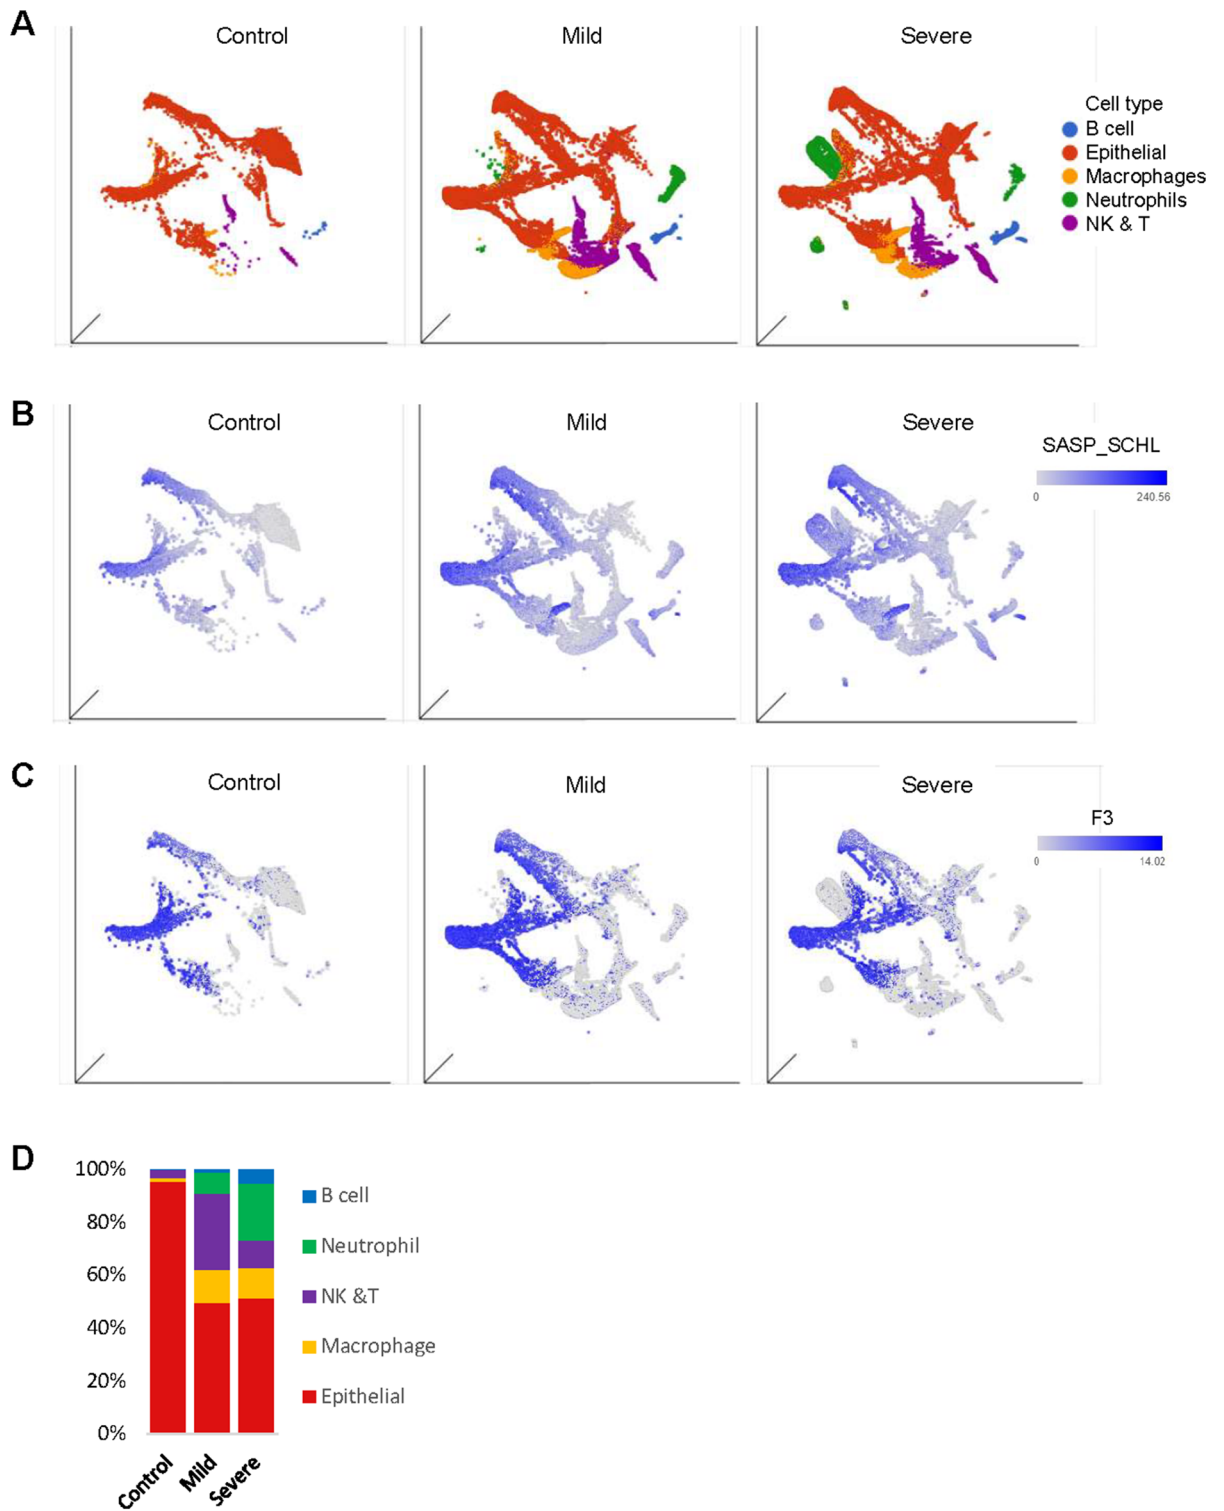 A
Control
Mild
Severe
Cell type
B cell
Epithelial
Macrophages
Neutrophils
NK & T
B
Control
Mild
Severe
SASP_SCHL
0
240.56
C
Control
Mild
Severe
F3
0
14.02
D
100%
80%
60%
40%
20%
0%
Control
Mild
Severe
B cell
Neutrophil
NK &T
Macrophage
Epithelial